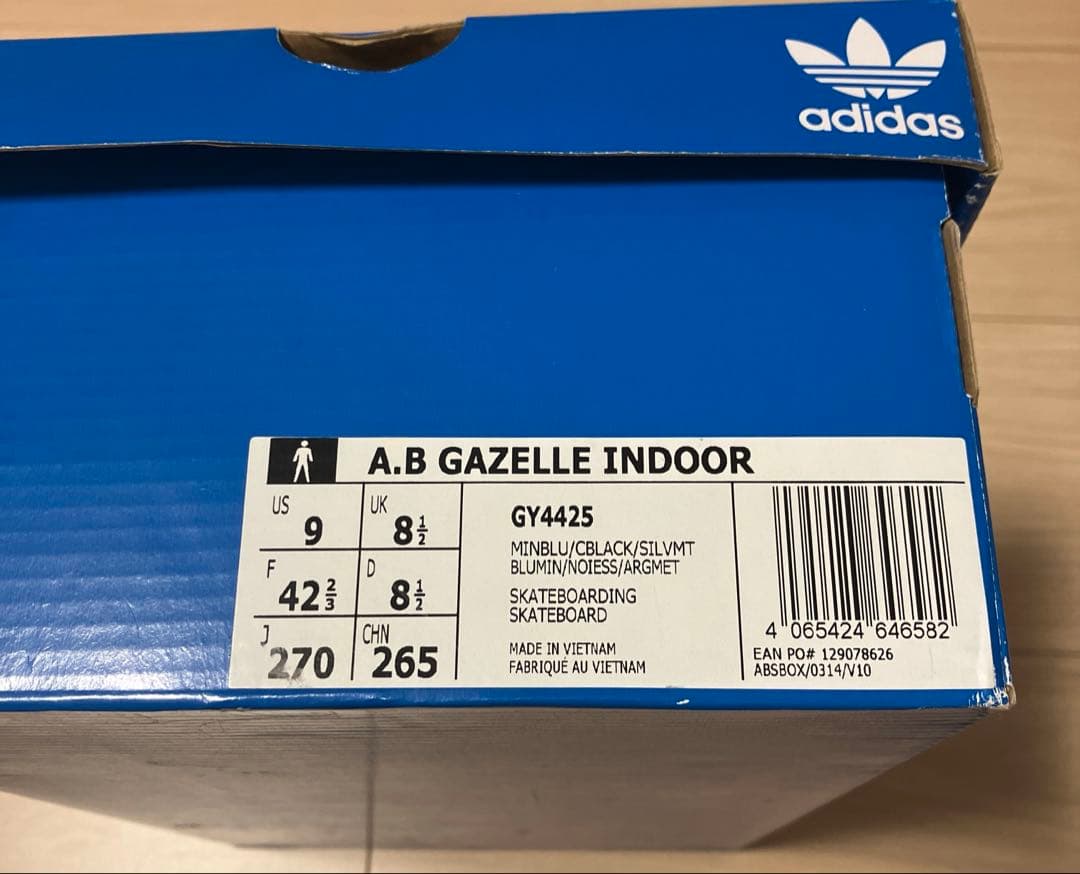 adidas
A.B GAZELLE INDOOR
US 9 UK 8½
F 42⅔ D 8½
J 270 CHN 265
GY4425
MINBLU/CBLACK/SILVMT
BLUMIN/NOIESS/ARGMET
SKATEBOARDING
SKATEBOARD
MADE IN VIETNAM
FABRIQUÉ AU VIETNAM
4 065424 646582
EAN PO# 129078626
ABSBOX/0314/V10